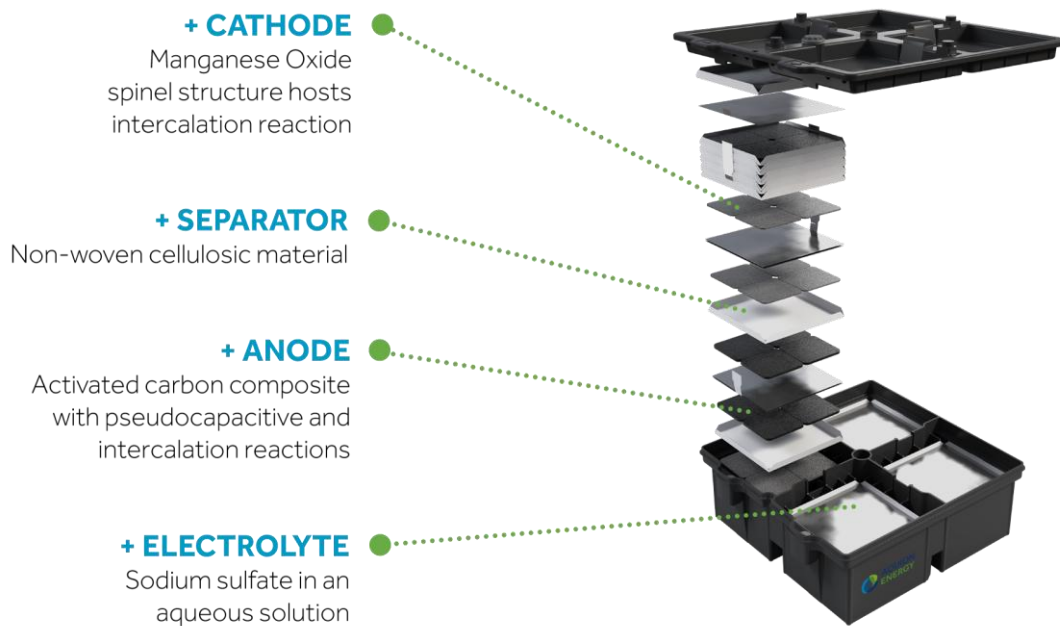 + CATHODE
Manganese Oxide
spinel structure hosts
intercalation reaction
+ SEPARATOR
Non-woven cellulosic material
+ ANODE
Activated carbon composite
with pseudocapacitive and
intercalation reactions
+ ELECTROLYTE
Sodium sulfate in an
aqueous solution
ENERGY